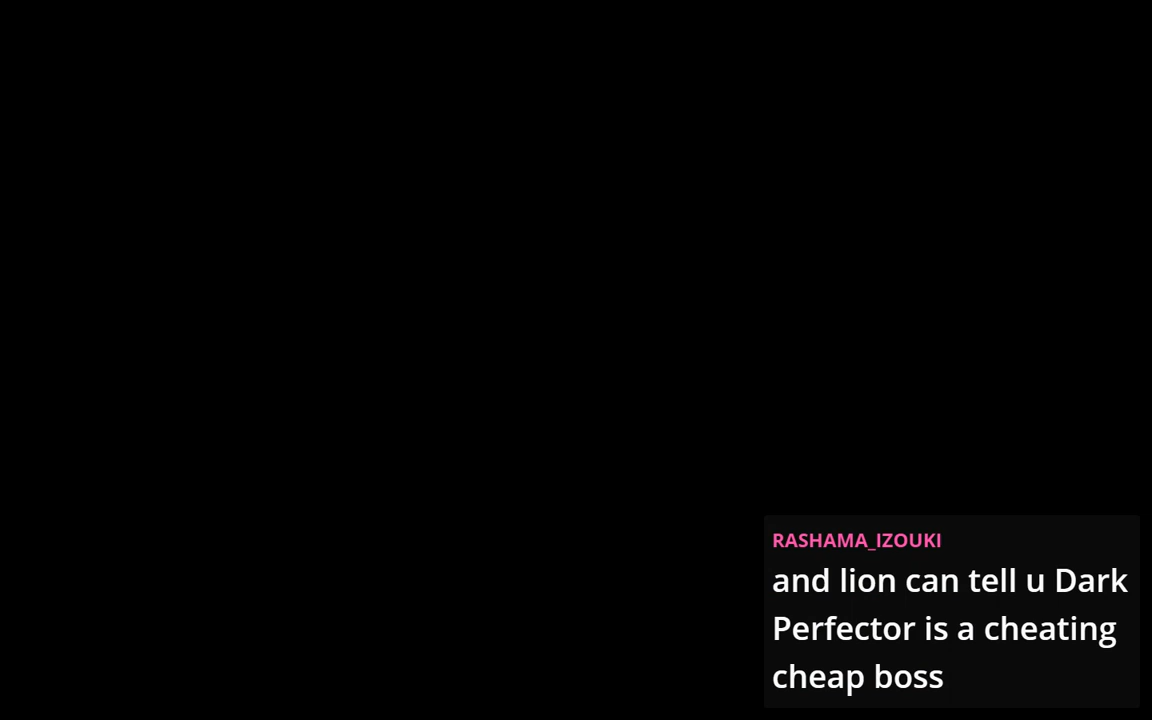 RASHAMA_IZOUKI
and lion can tell u Dark
Perfector is a cheating
cheap boss